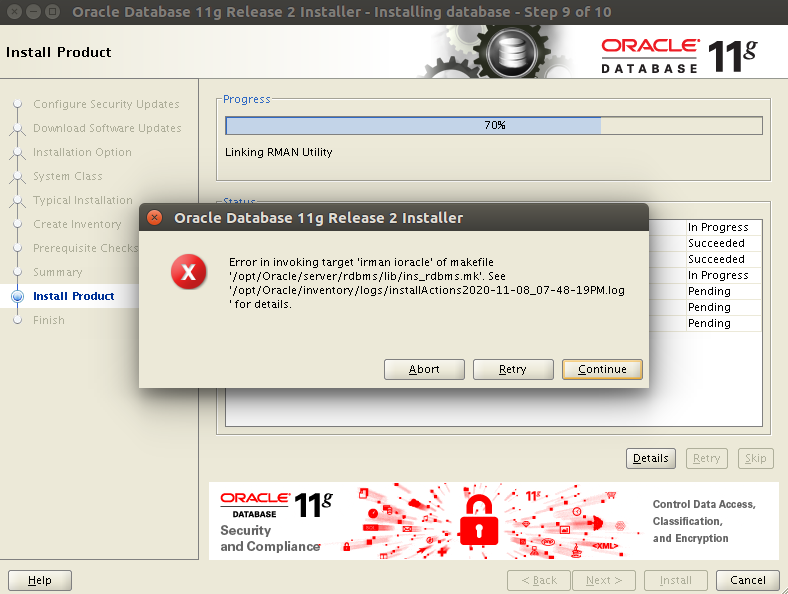 Oracle Database 11g Release 2 Installer - Installing database - Step 9 of 10
Install Product
ORACLE
DATABASE 11g
Configure Security Updates
Download Software Updates
Installation Option
System Class
Typical Installation
Create Inventory
Prerequisite Checks
Summary
Install Product
Finish
Progress
70%
Linking RMAN Utility
Status
In Progress
Succeeded
Succeeded
In Progress
Pending
Pending
Pending
Oracle Database 11g Release 2 Installer
Error in invoking target 'irman ioracle' of makefile
'/opt/Oracle/server/rdbms/lib/ins_rdbms.mk'. See
'/opt/Oracle/inventory/logs/installActions2020-11-08_07-48-19PM.log
' for details.
Abort Retry Continue
Details Retry Skip
ORACLE
DATABASE 11g
Security
and Compliance
11g
<XML>
Control Data Access,
Classification,
and Encryption
Help < Back Next > Install Cancel